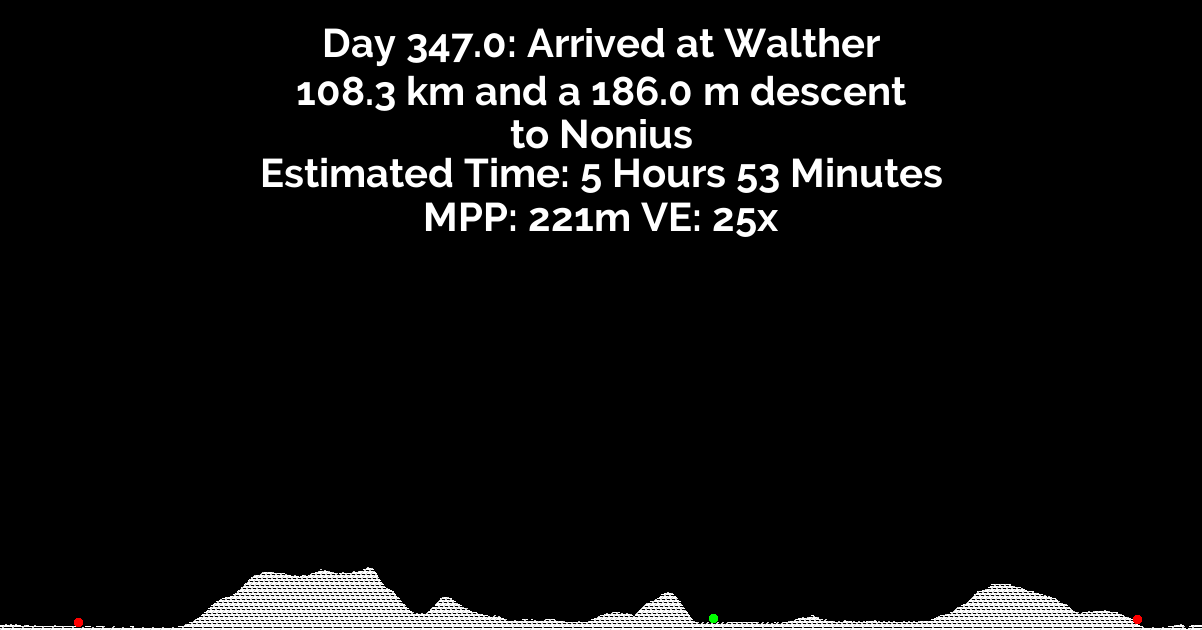 Day 347.0: Arrived at Walther
108.3 km and a 186.0 m descent
to Nonius
Estimated Time: 5 Hours 53 Minutes
MPP: 221m VE: 25x